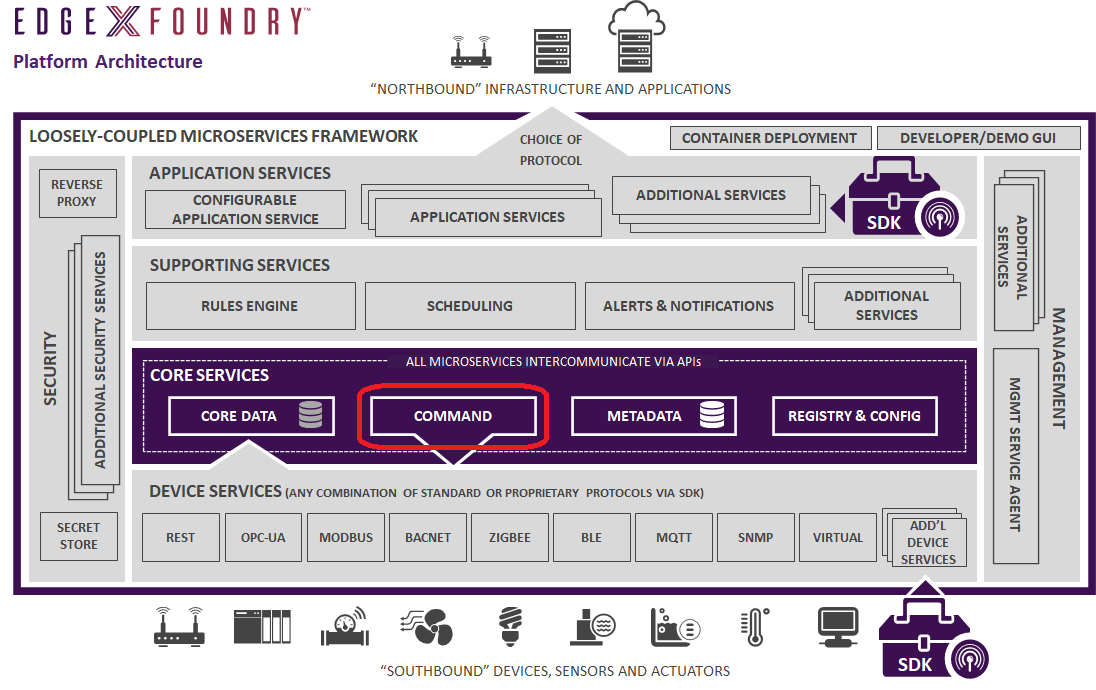 EDGE X FOUNDRY™
Platform Architecture
“NORTHBOUND” INFRASTRUCTURE AND APPLICATIONS
LOOSELY-COUPLED MICROSERVICES FRAMEWORK
CHOICE OF
PROTOCOL
CONTAINER DEPLOYMENT
DEVELOPER/DEMO GUI
REVERSE
PROXY
SECURITY
ADDITIONAL SECURITY SERVICES
SECRET
STORE
APPLICATION SERVICES
CONFIGURABLE
APPLICATION SERVICE
APPLICATION SERVICES
ADDITIONAL SERVICES
SDK
SUPPORTING SERVICES
RULES ENGINE
SCHEDULING
ALERTS & NOTIFICATIONS
ADDITIONAL
SERVICES
ALL MICROSERVICES INTERCOMMUNICATE VIA APIs
CORE SERVICES
CORE DATA
COMMAND
METADATA
REGISTRY & CONFIG
DEVICE SERVICES (ANY COMBINATION OF STANDARD OR PROPRIETARY PROTOCOLS VIA SDK)
REST
OPC-UA
MODBUS
BACNET
ZIGBEE
BLE
MQTT
SNMP
VIRTUAL
ADD'L
DEVICE
SERVICES
ADDITIONAL
SERVICES
MANAGEMENT
MGMT SERVICE AGENT
SDK
“SOUTHBOUND” DEVICES, SENSORS AND ACTUATORS